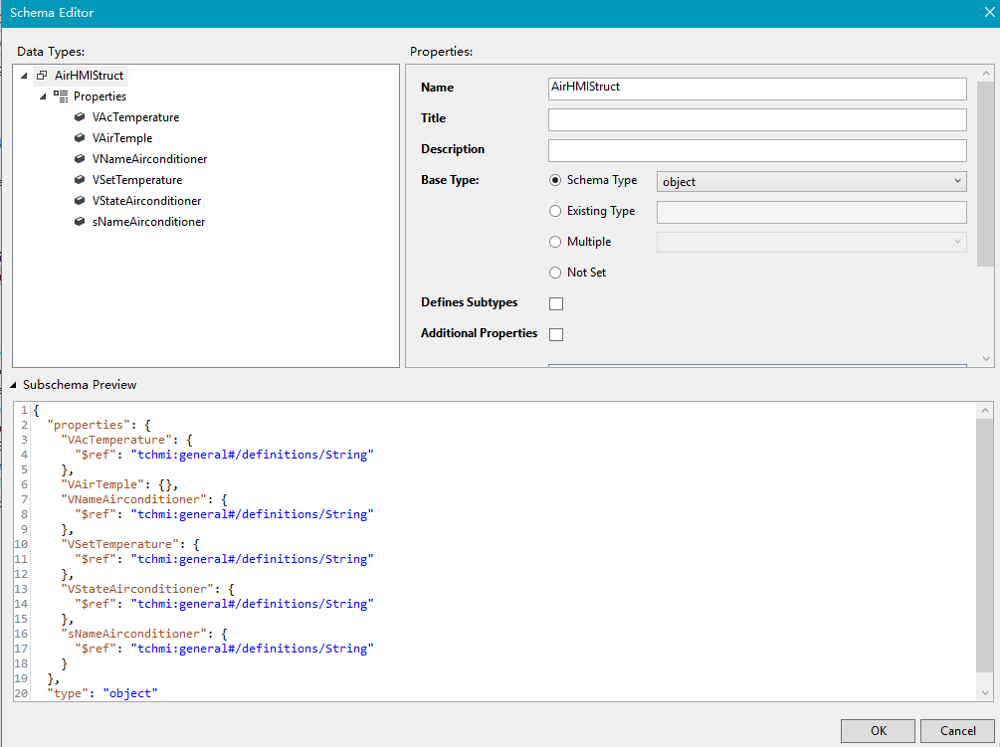 Schema Editor
Data Types:
AirHMIStruct
Properties
VAcTemperature
VAirTemple
VNameAirconditioner
VSetTemperature
VStateAirconditioner
sNameAirconditioner
Properties:
Name AirHMIStruct
Title
Description
Base Type: Schema Type object
Existing Type
Multiple
Not Set
Defines Subtypes
Additional Properties
Subschema Preview
1 {
2 "properties": {
3 "VAcTemperature": {
4 "$ref": "tchmi:general#/definitions/String"
5 },
6 "VAirTemple": {},
7 "VNameAirconditioner": {
8 "$ref": "tchmi:general#/definitions/String"
9 },
10 "VSetTemperature": {
11 "$ref": "tchmi:general#/definitions/String"
12 },
13 "VStateAirconditioner": {
14 "$ref": "tchmi:general#/definitions/String"
15 },
16 "sNameAirconditioner": {
17 "$ref": "tchmi:general#/definitions/String"
18 }
19 },
20 "type": "object"
OK Cancel